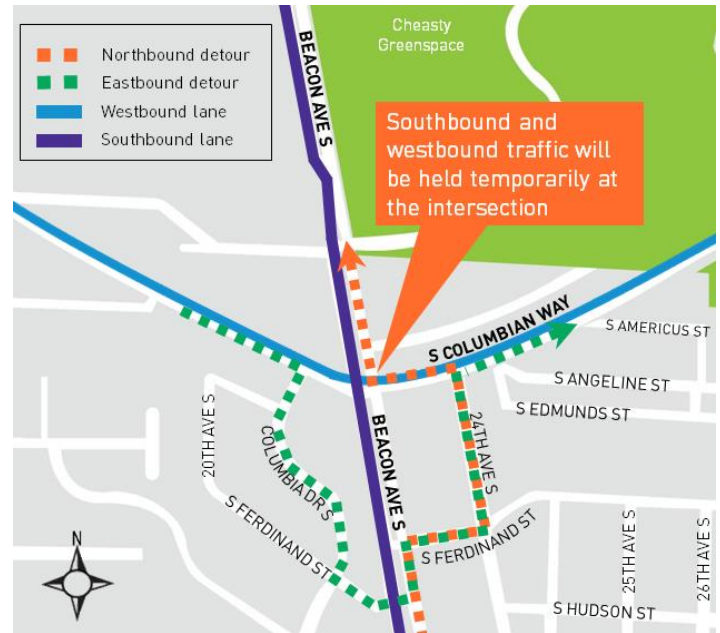 Cheasty
Greenspace
Northbound detour
Eastbound detour
Westbound lane
Southbound lane
BEACON AVE S
Southbound and
westbound traffic will
be held temporarily at
the intersection
S COLUMBIAN WAY
S AMERICUS ST
S ANGELINE ST
S EDMUNDS ST
20TH AVE S
COLUMBIA DR S
BEACON AVE S
24TH AVE S
S FERDINAND ST
S FERDINAND ST
25TH AVE S
26TH AVE S
N
S HUDSON ST